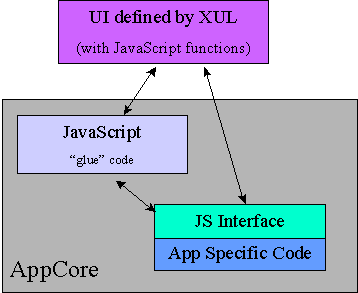 UI defined by XUL
(with JavaScript functions)
JavaScript
“glue” code
JS Interface
App Specific Code
AppCore